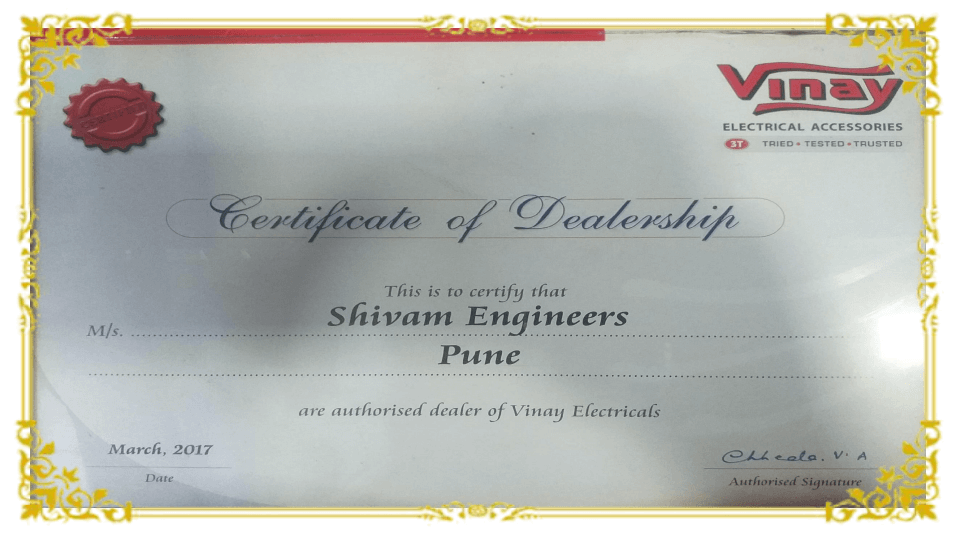 Vinay
ELECTRICAL ACCESSORIES
3T TRIED • TESTED • TRUSTED
Certificate of Dealership
This is to certify that
M/s. Shivam Engineers
Pune
are authorised dealer of Vinay Electricals
March, 2017
Date
Chheda. V. A
Authorised Signature